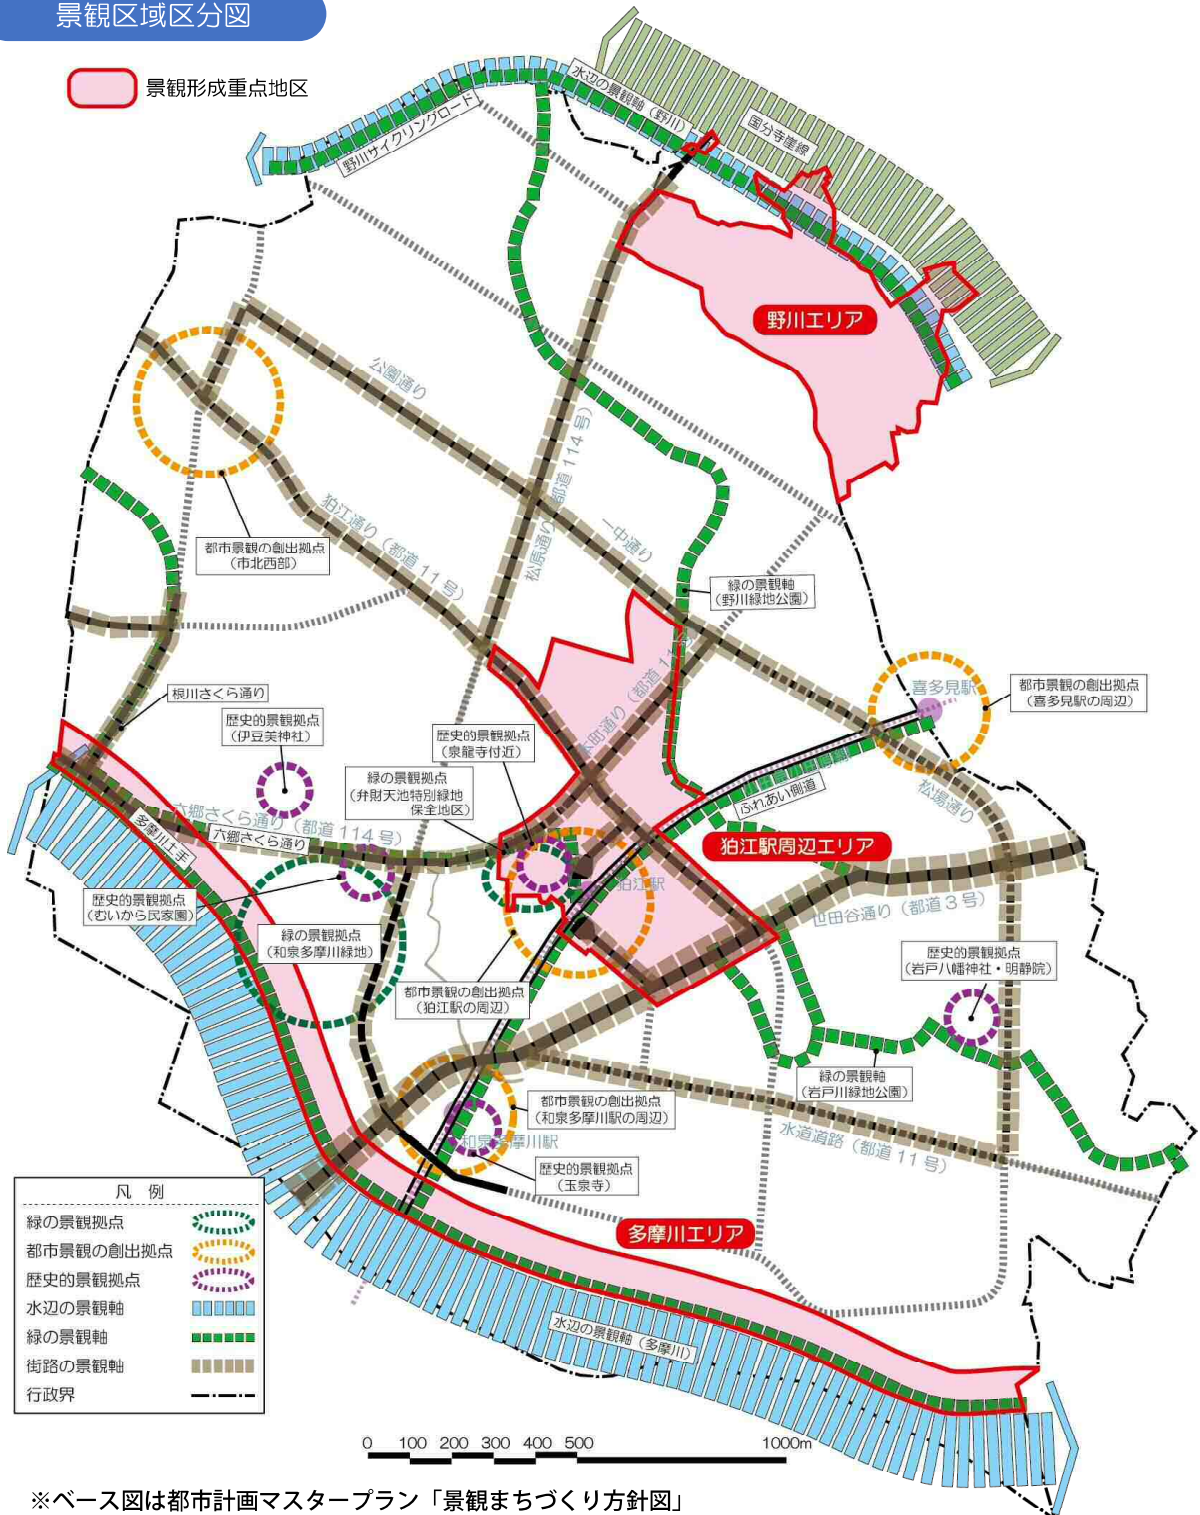 景観区域区分図
景観形成重点地区
水辺の景観軸（野川）
国分寺崖線
野川サイクリングロード
野川エリア
公園通り
松原通り（都道114号）
狛江通り（都道11号）
一中通り
都市景観の創出拠点
（市北西部）
緑の景観軸
（野川緑地公園）
根川さくら通り
歴史的景観拠点
（伊豆美神社）
歴史的景観拠点
（泉龍寺付近）
本町通り（都道11号）
喜多見駅
都市景観の創出拠点
（喜多見駅の周辺）
緑の景観拠点
（弁財天池特別緑地
保全地区）
ふれあい側道
松場通り
六郷さくら通り（都道114号）
六郷さくら通り
多摩川土手
狛江駅周辺エリア
狛江駅
歴史的景観拠点
（むいから民家園）
世田谷通り（都道3号）
緑の景観拠点
（和泉多摩川緑地）
歴史的景観拠点
（岩戸八幡神社・明静院）
都市景観の創出拠点
（狛江駅の周辺）
緑の景観軸
（岩戸川緑地公園）
都市景観の創出拠点
（和泉多摩川駅の周辺）
和泉多摩川駅
水道道路（都道11号）
歴史的景観拠点
（玉泉寺）
多摩川エリア
水辺の景観軸（多摩川）
凡 例
緑の景観拠点
都市景観の創出拠点
歴史的景観拠点
水辺の景観軸
緑の景観軸
街路の景観軸
行政界
0 100 200 300 400 500 1000m
※ベース図は都市計画マスタープラン「景観まちづくり方針図」